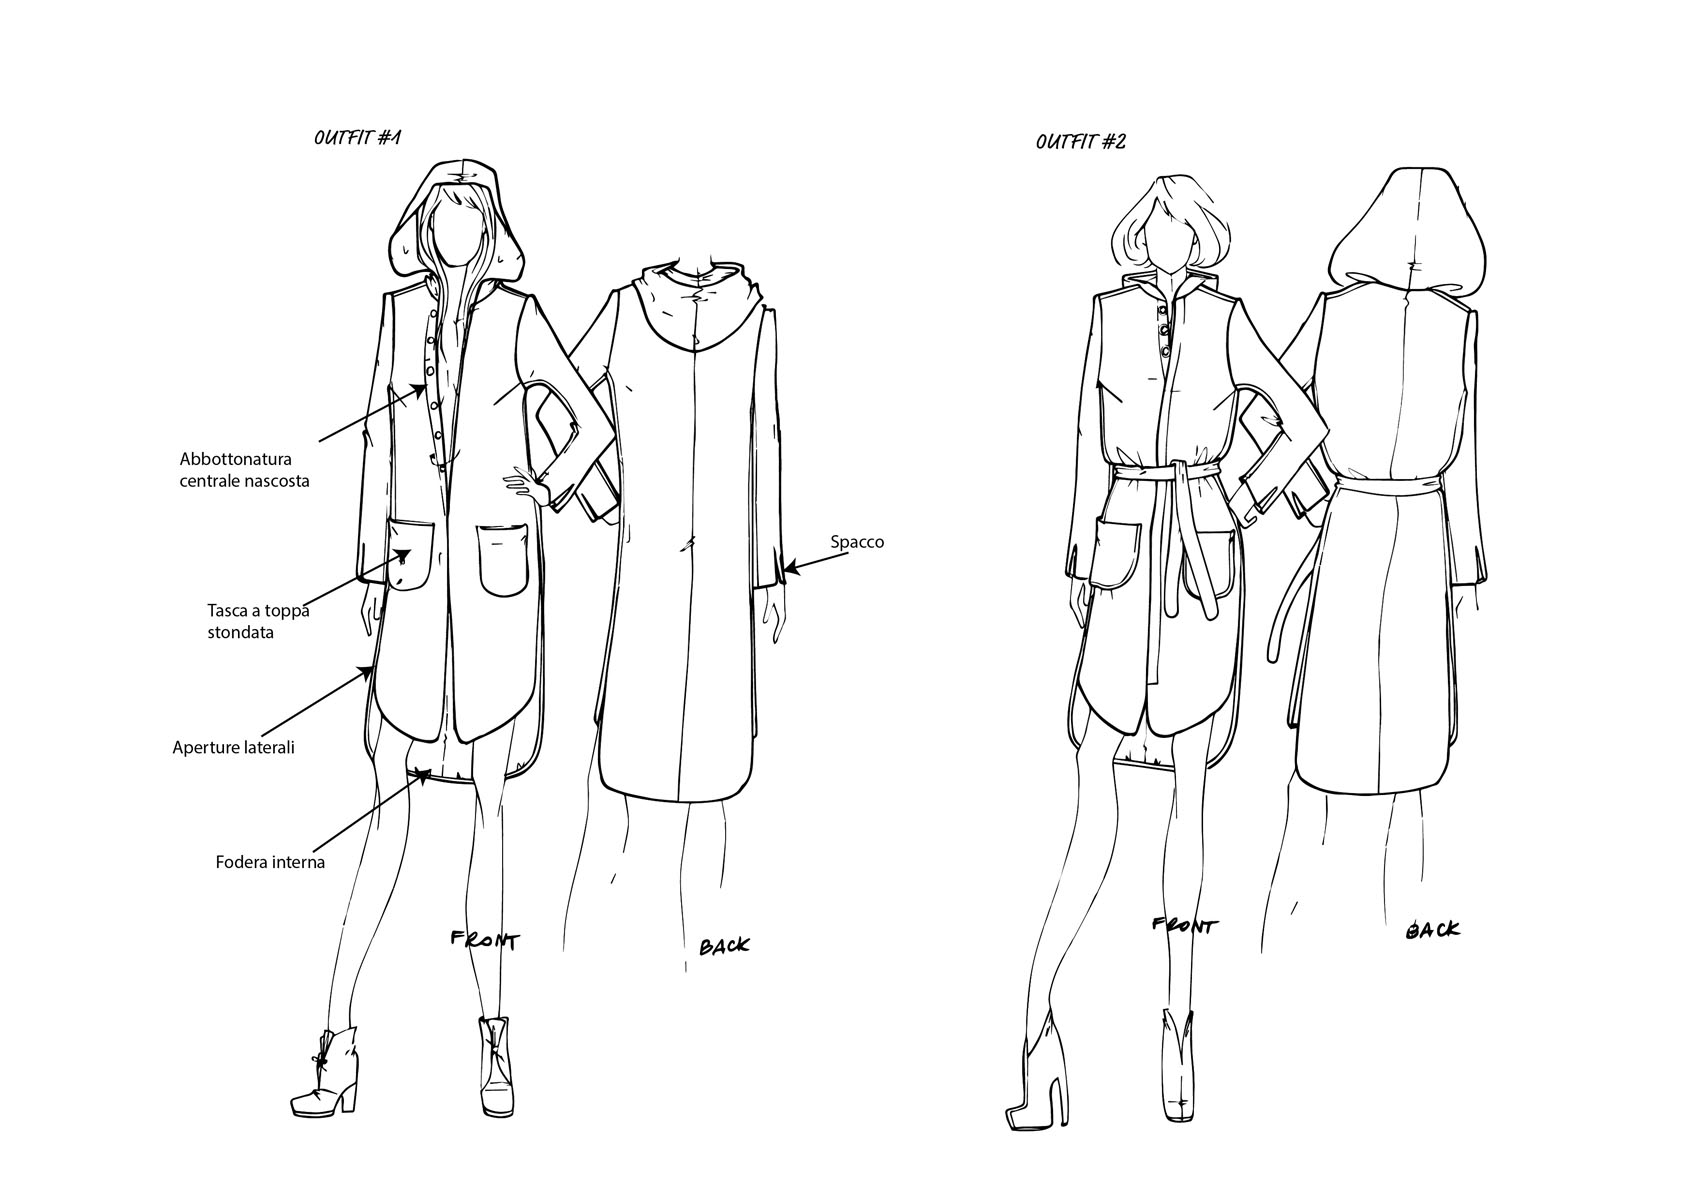 OUTFIT #1
OUTFIT #2
Abbottonatura
centrale nascosta
Spacco
Tasca a toppa
stondata
Aperture laterali
Fodera interna
FRONT
BACK
FRONT
BACK